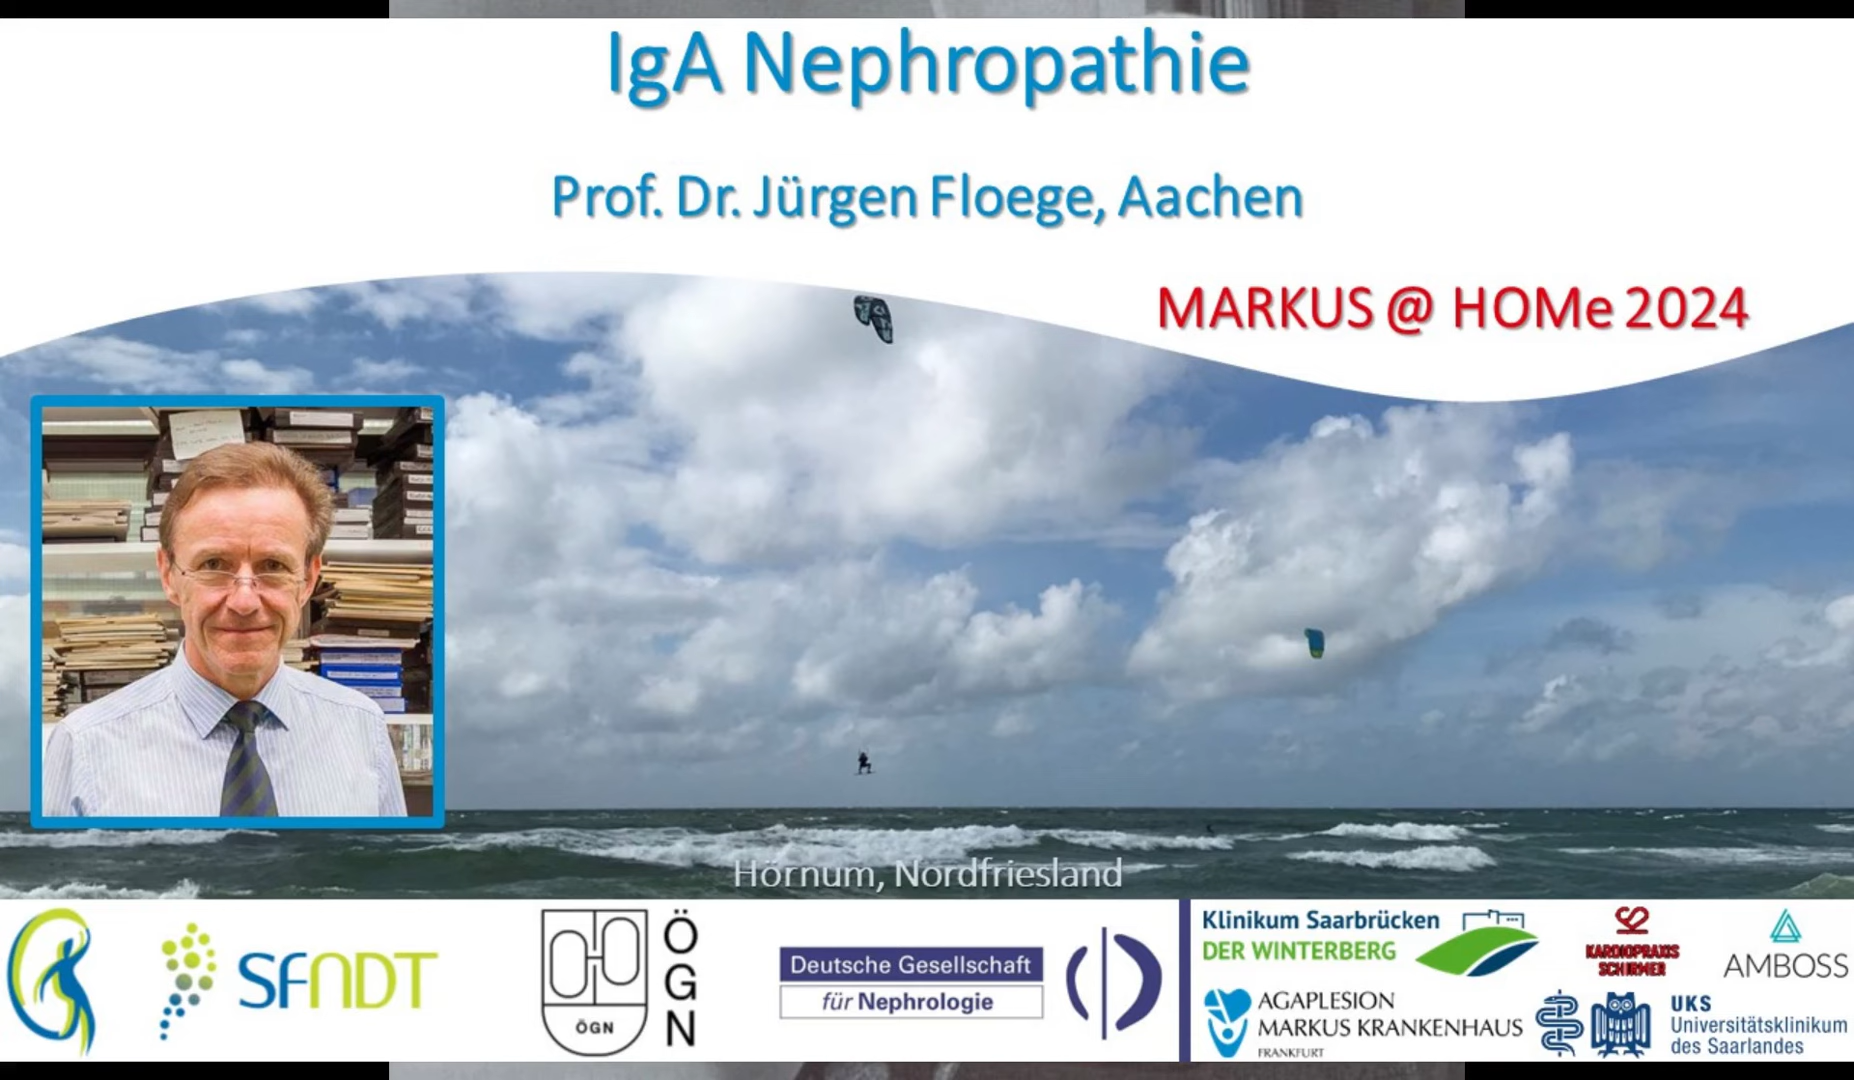 IgA Nephropathie
Prof. Dr. Jürgen Floege, Aachen
MARKUS @ HOMe 2024
Hörnum, Nordfriesland
SFNDT
ÖGN
ÖGN
Deutsche Gesellschaft
für Nephrologie
Klinikum Saarbrücken
DER WINTERBERG
KARDIOPRAXIS
SCHIRMER
AMBOSS
AGAPLESION
MARKUS KRANKENHAUS
FRANKFURT
UKS
Universitätsklinikum
des Saarlandes